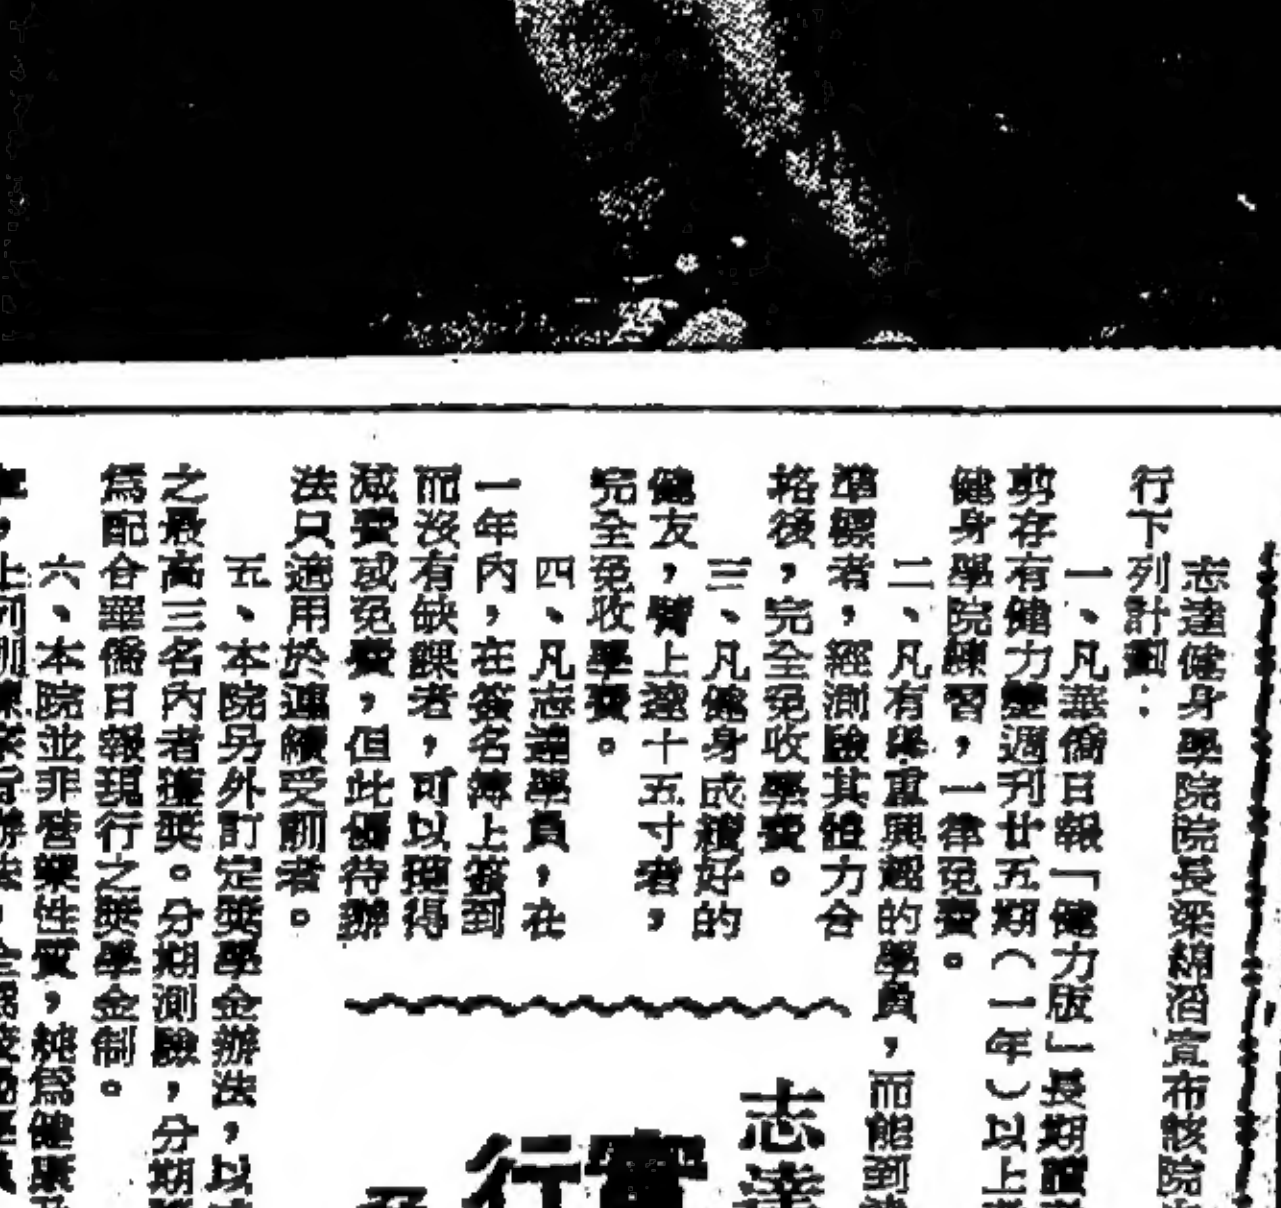 志達健身學院院長梁綿滔宣布該院
行下列計劃：
一、凡華僑日報「健力版」長期讀
剪存有健力學週刊廿五期（一年）以上
健身學院練習，一律免費。
二、凡有舉重興趣的學員，而能到
準標者，經測驗其體力合
格後，完全免收學費。
三、凡健身成積好的
健友，臂上達十五寸者，
完全免收學費。
四、凡志達學員，在
一年內，在簽名簿上簽到
而沒有缺課者，可以獲得
減費或免費，但此優待辦
法只適用於連續受訓者。
五、本院另外訂定獎學金辦法，以
之最高三名內者獲獎。分期測驗，分期
爲配合華僑日報現行之獎學金制。
六、本院並非營業性質，純爲健康
志達
實
行